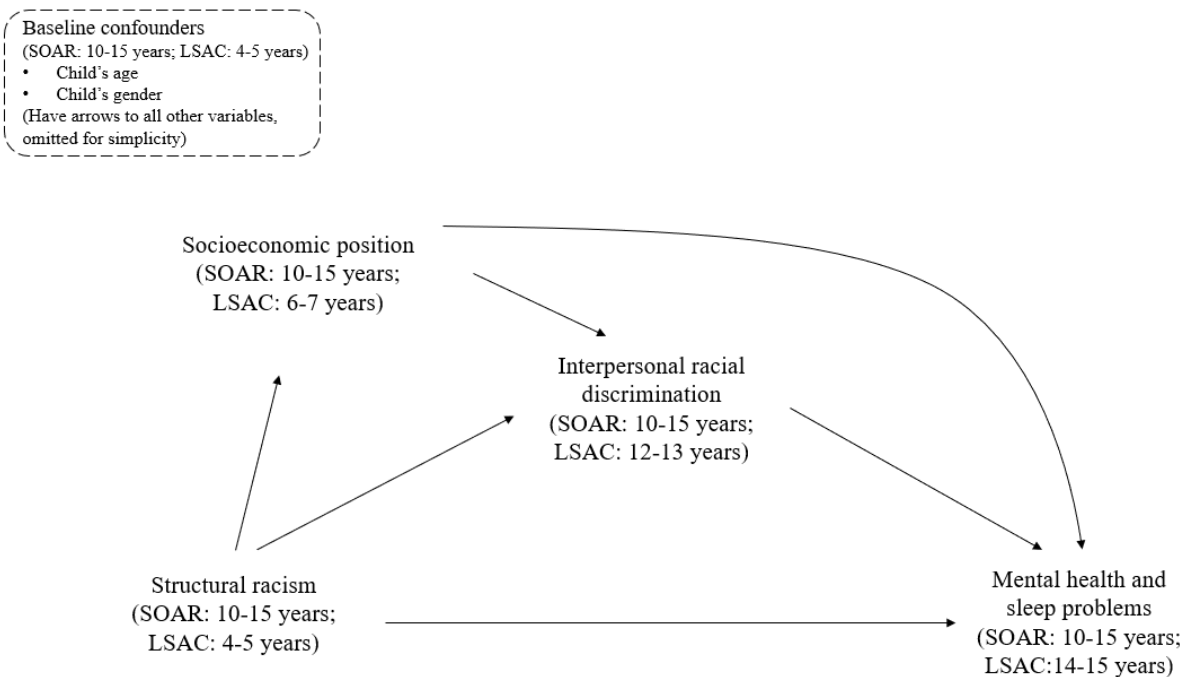 Baseline confounders
(SOAR: 10-15 years; LSAC: 4-5 years)
• Child's age
• Child's gender
(Have arrows to all other variables,
omitted for simplicity)
Socioeconomic position
(SOAR: 10-15 years;
LSAC: 6-7 years)
Interpersonal racial
discrimination
(SOAR: 10-15 years;
LSAC: 12-13 years)
Structural racism
(SOAR: 10-15 years;
LSAC: 4-5 years)
Mental health and
sleep problems
(SOAR: 10-15 years;
LSAC:14-15 years)